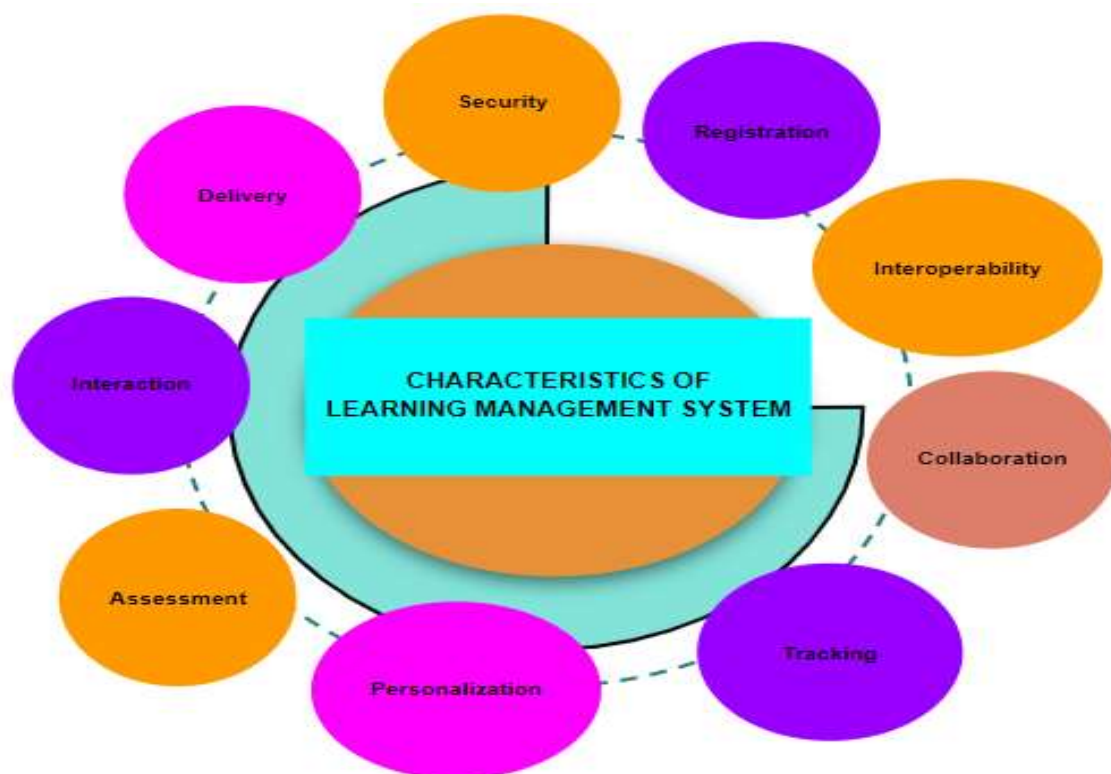 Security
Registration
Delivery
Interoperability
Interaction
CHARACTERISTICS OF
LEARNING MANAGEMENT SYSTEM
Collaboration
Assessment
Tracking
Personalization